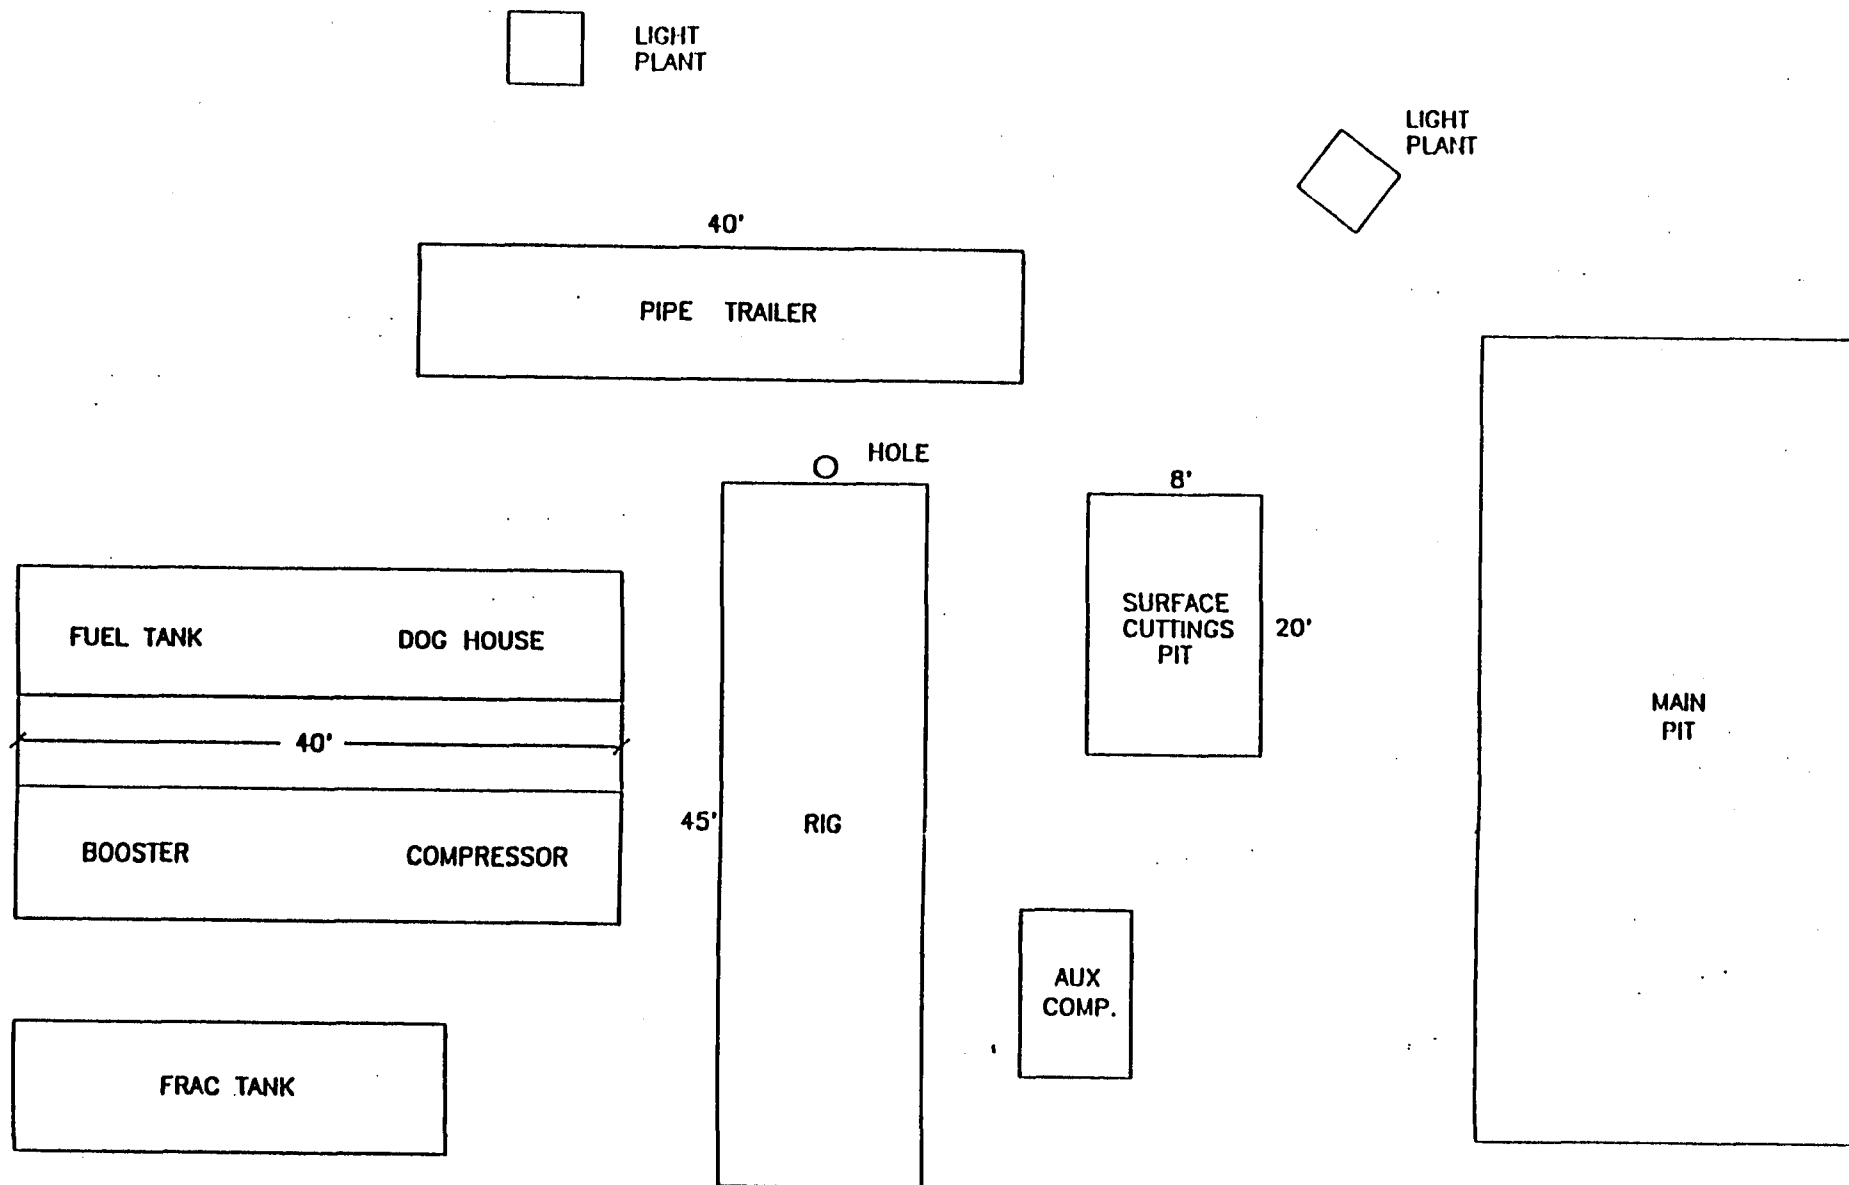 LIGHT
PLANT
LIGHT
PLANT
40'
PIPE TRAILER
HOLE
8'
SURFACE
CUTTINGS
PIT
20'
FUEL TANK DOG HOUSE
MAIN
PIT
40'
45'
RIG
BOOSTER COMPRESSOR
AUX
COMP.
FRAC TANK